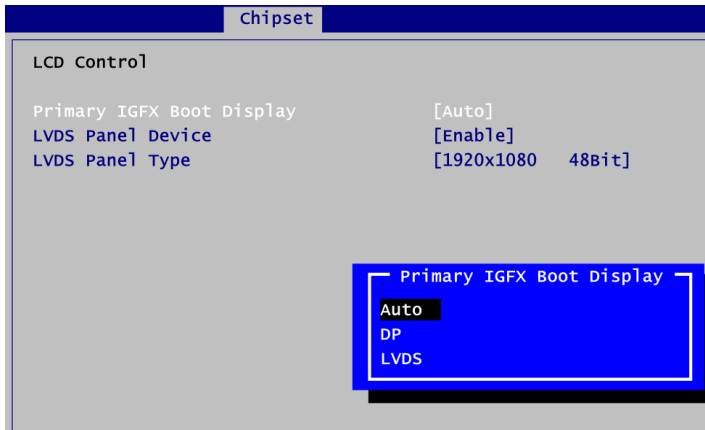 Chipset
LCD Control
Primary IGFX Boot Display [Auto]
LVDS Panel Device [Enable]
LVDS Panel Type [1920x1080 48Bit]
Primary IGFX Boot Display
Auto
DP
LVDS